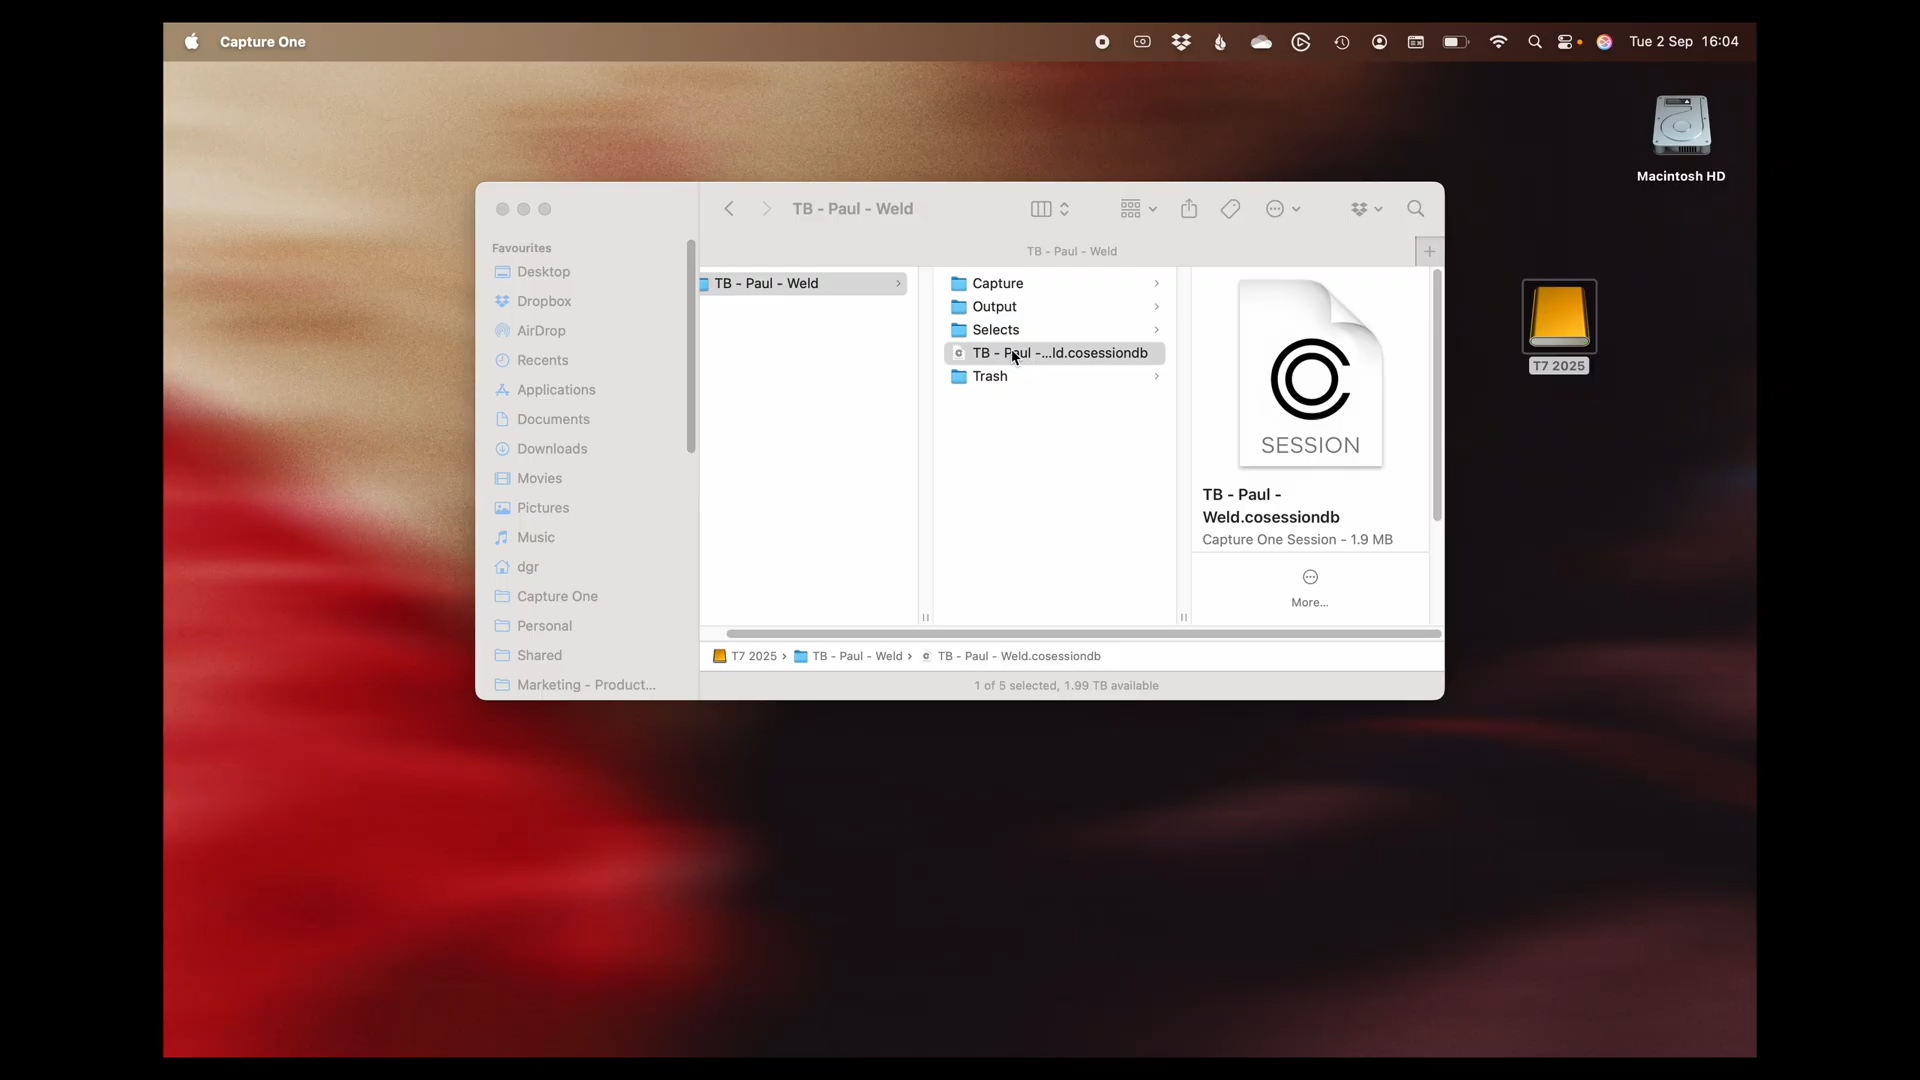 Capture One
Tue 2 Sep 16:04
Macintosh HD
T7 2025
TB - Paul - Weld
Favourites
Desktop
Dropbox
AirDrop
Recents
Applications
Documents
Downloads
Movies
Pictures
Music
dgr
Capture One
Personal
Shared
Marketing - Product...
TB - Paul - Weld
TB - Paul - Weld
Capture
Output
Selects
TB - Paul -...ld.cosessiondb
Trash
SESSION
TB - Paul -
Weld.cosessiondb
Capture One Session - 1.9 MB
More...
T7 2025 › TB - Paul - Weld › TB - Paul - Weld.cosessiondb
1 of 5 selected, 1.99 TB available